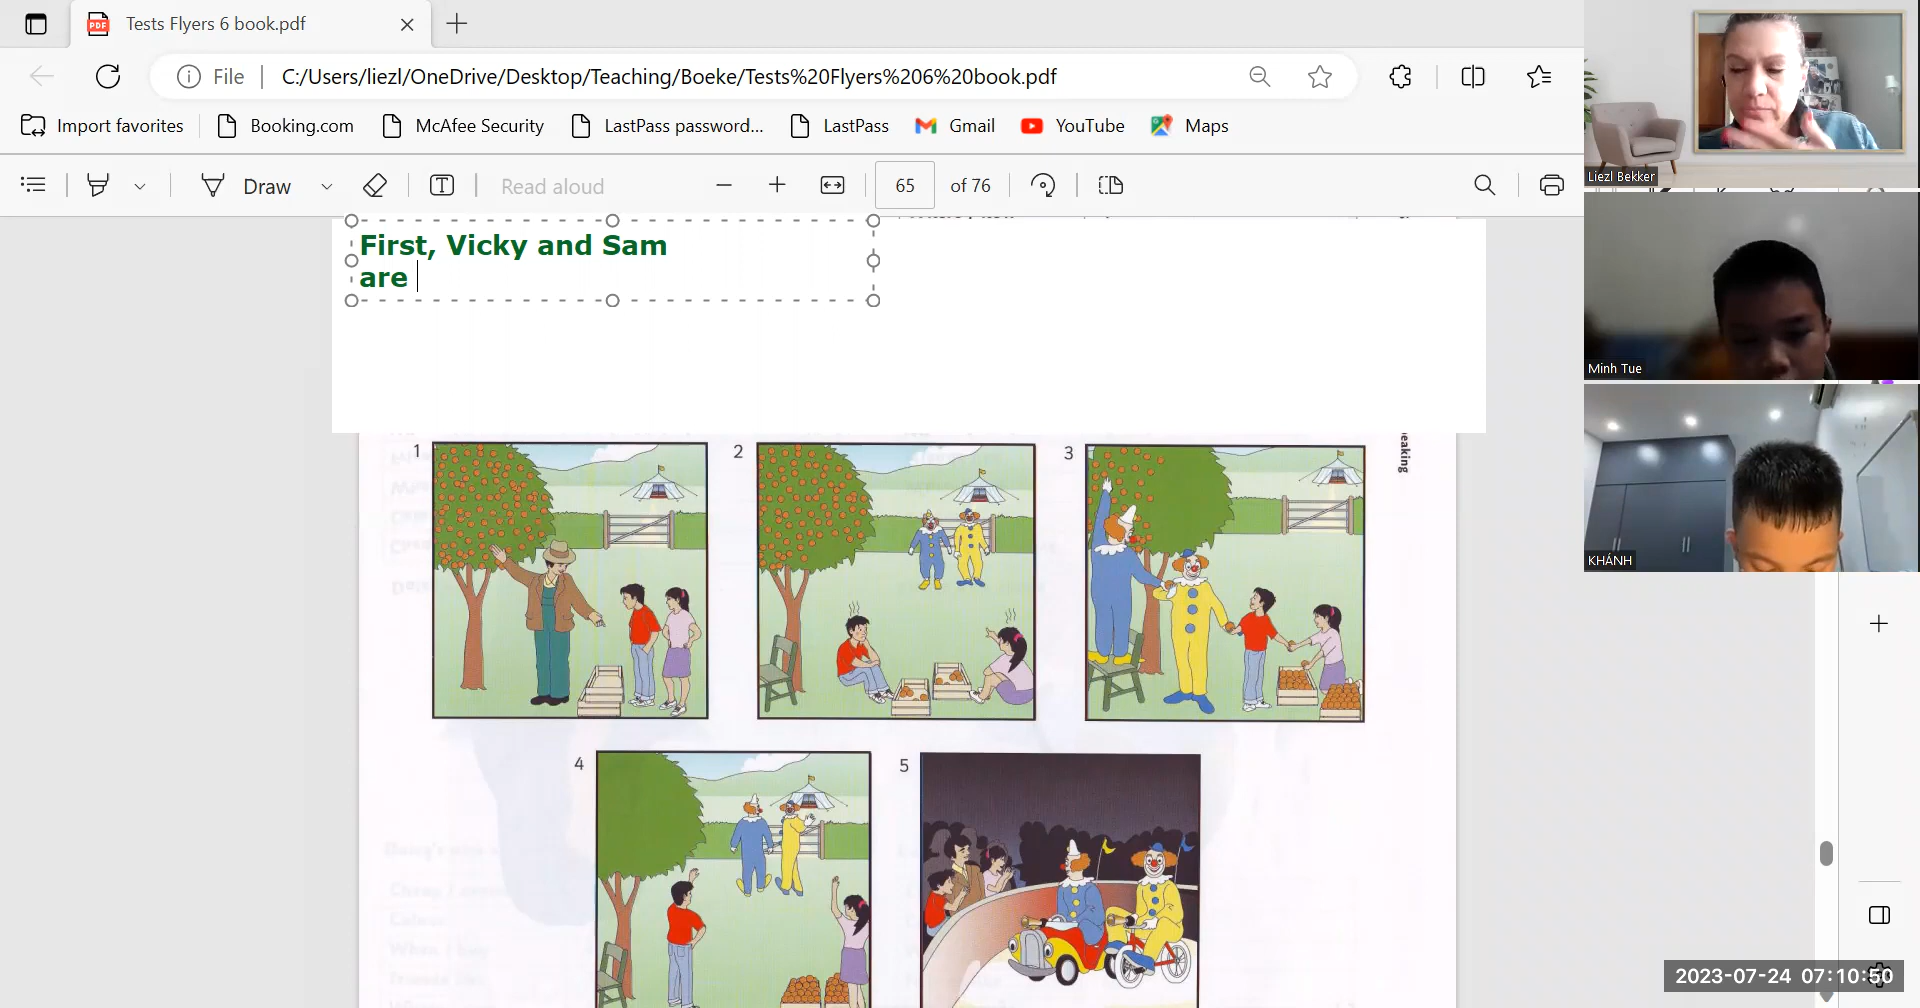 Tests Flyers 6 book.pdf
File
C:/Users/liezl/OneDrive/Desktop/Teaching/Boeke/Tests%20Flyers%206%20book.pdf
Import favorites
Booking.com
McAfee Security
LastPass password...
LastPass
Gmail
YouTube
Maps
Draw
Read aloud
65
of 76
First, Vicky and Sam
are
1
2
3
eaking
4
5
Liezl Bekker
Minh Tue
KHÁNH
2023-07-24 07:10:50